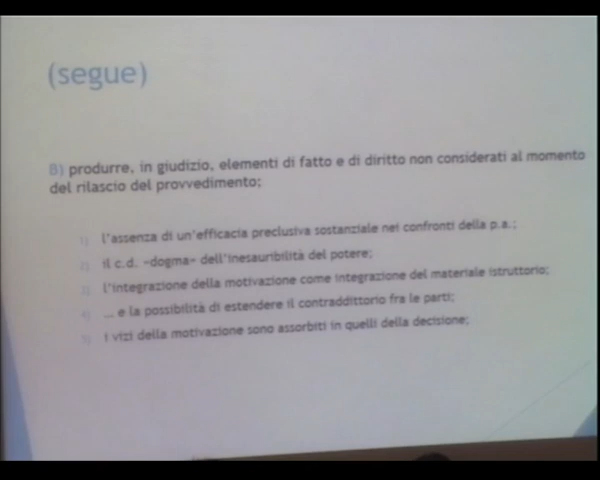 (segue)
B) produrre, in giudizio, elementi di fatto e di diritto non considerati al momento
del rilascio del provvedimento;
1) l'assenza di un'efficacia preclusiva sostanziale nei confronti della p.a.;
2) il c.d. «dogma» dell'inesauribilità del potere;
3) l'integrazione della motivazione come integrazione del materiale istruttorio;
4) … e la possibilità di estendere il contraddittorio fra le parti;
5) i vizi della motivazione sono assorbiti in quelli della decisione;